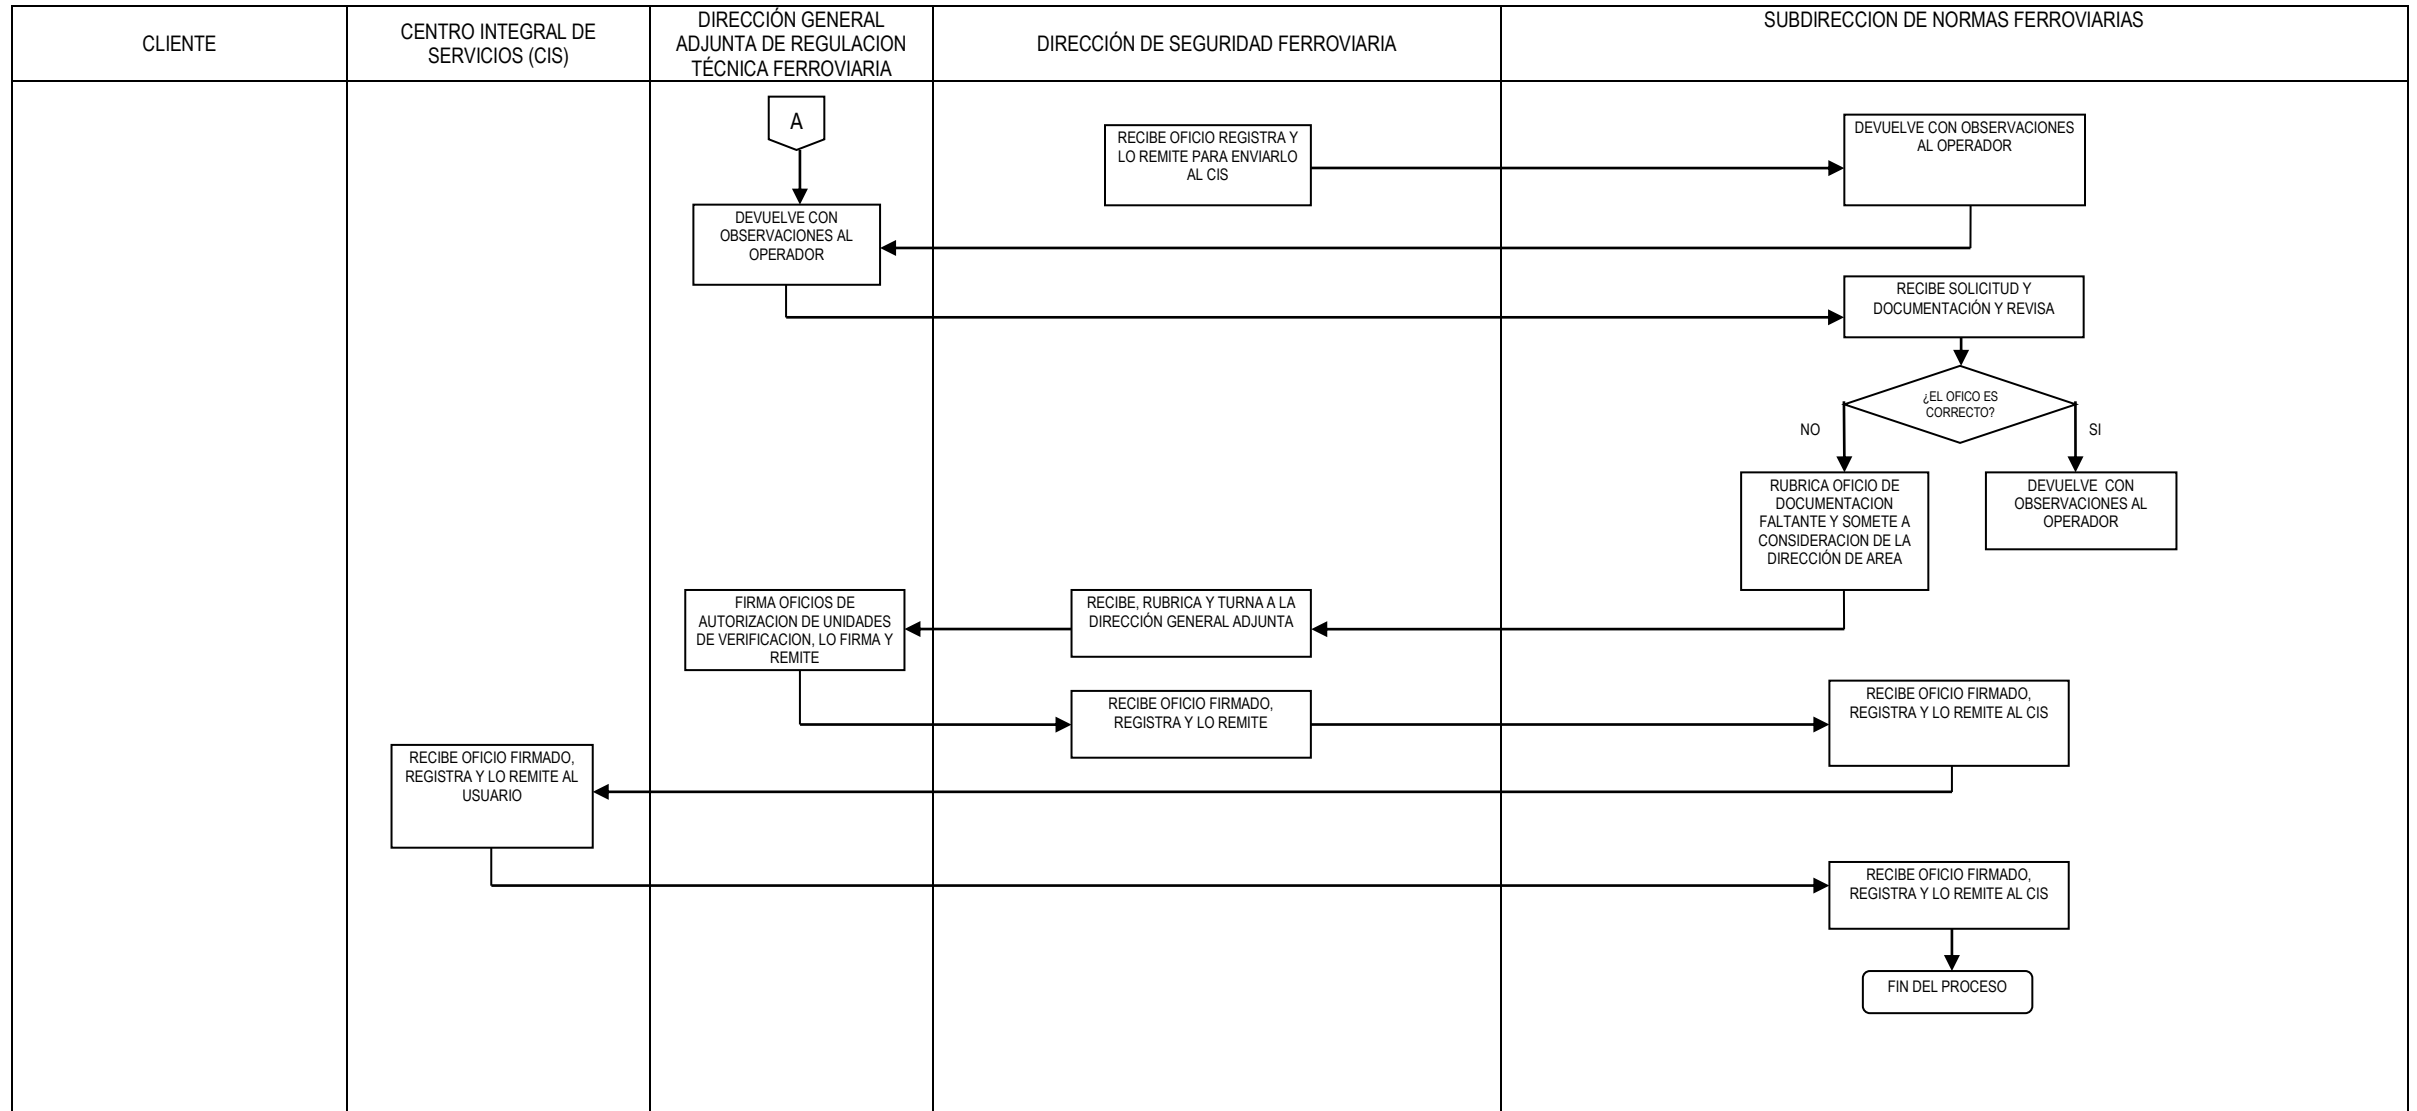 CLIENTE
CENTRO INTEGRAL DE
SERVICIOS (CIS)
DIRECCIÓN GENERAL
ADJUNTA DE REGULACION
TÉCNICA FERROVIARIA
DIRECCIÓN DE SEGURIDAD FERROVIARIA
SUBDIRECCION DE NORMAS FERROVIARIAS
A
RECIBE OFICIO REGISTRA Y
LO REMITE PARA ENVIARLO
AL CIS
DEVUELVE CON OBSERVACIONES
AL OPERADOR
DEVUELVE CON
OBSERVACIONES AL
OPERADOR
RECIBE SOLICITUD Y
DOCUMENTACIÓN Y REVISA
¿EL OFICO ES
CORRECTO?
NO
SI
RUBRICA OFICIO DE
DOCUMENTACION
FALTANTE Y SOMETE A
CONSIDERACION DE LA
DIRECCIÓN DE AREA
DEVUELVE CON
OBSERVACIONES AL
OPERADOR
FIRMA OFICIOS DE
AUTORIZACION DE UNIDADES
DE VERIFICACION, LO FIRMA Y
REMITE
RECIBE, RUBRICA Y TURNA A LA
DIRECCIÓN GENERAL ADJUNTA
RECIBE OFICIO FIRMADO,
REGISTRA Y LO REMITE
RECIBE OFICIO FIRMADO,
REGISTRA Y LO REMITE AL CIS
RECIBE OFICIO FIRMADO,
REGISTRA Y LO REMITE AL
USUARIO
RECIBE OFICIO FIRMADO,
REGISTRA Y LO REMITE AL CIS
FIN DEL PROCESO